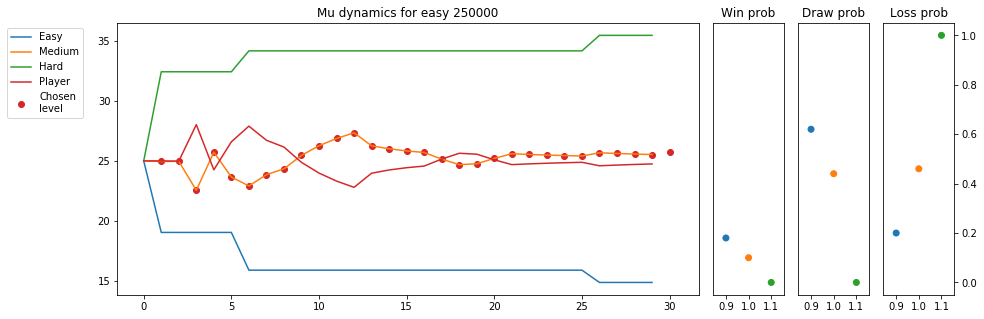 Mu dynamics for easy 250000
Win prob
Draw prob
Loss prob
Easy
Medium
Hard
Player
Chosen
level
35
30
25
20
15
0
5
10
15
20
25
30
0.9 1.0 1.1
0.9 1.0 1.1
0.9 1.0 1.1
1.0
0.8
0.6
0.4
0.2
0.0